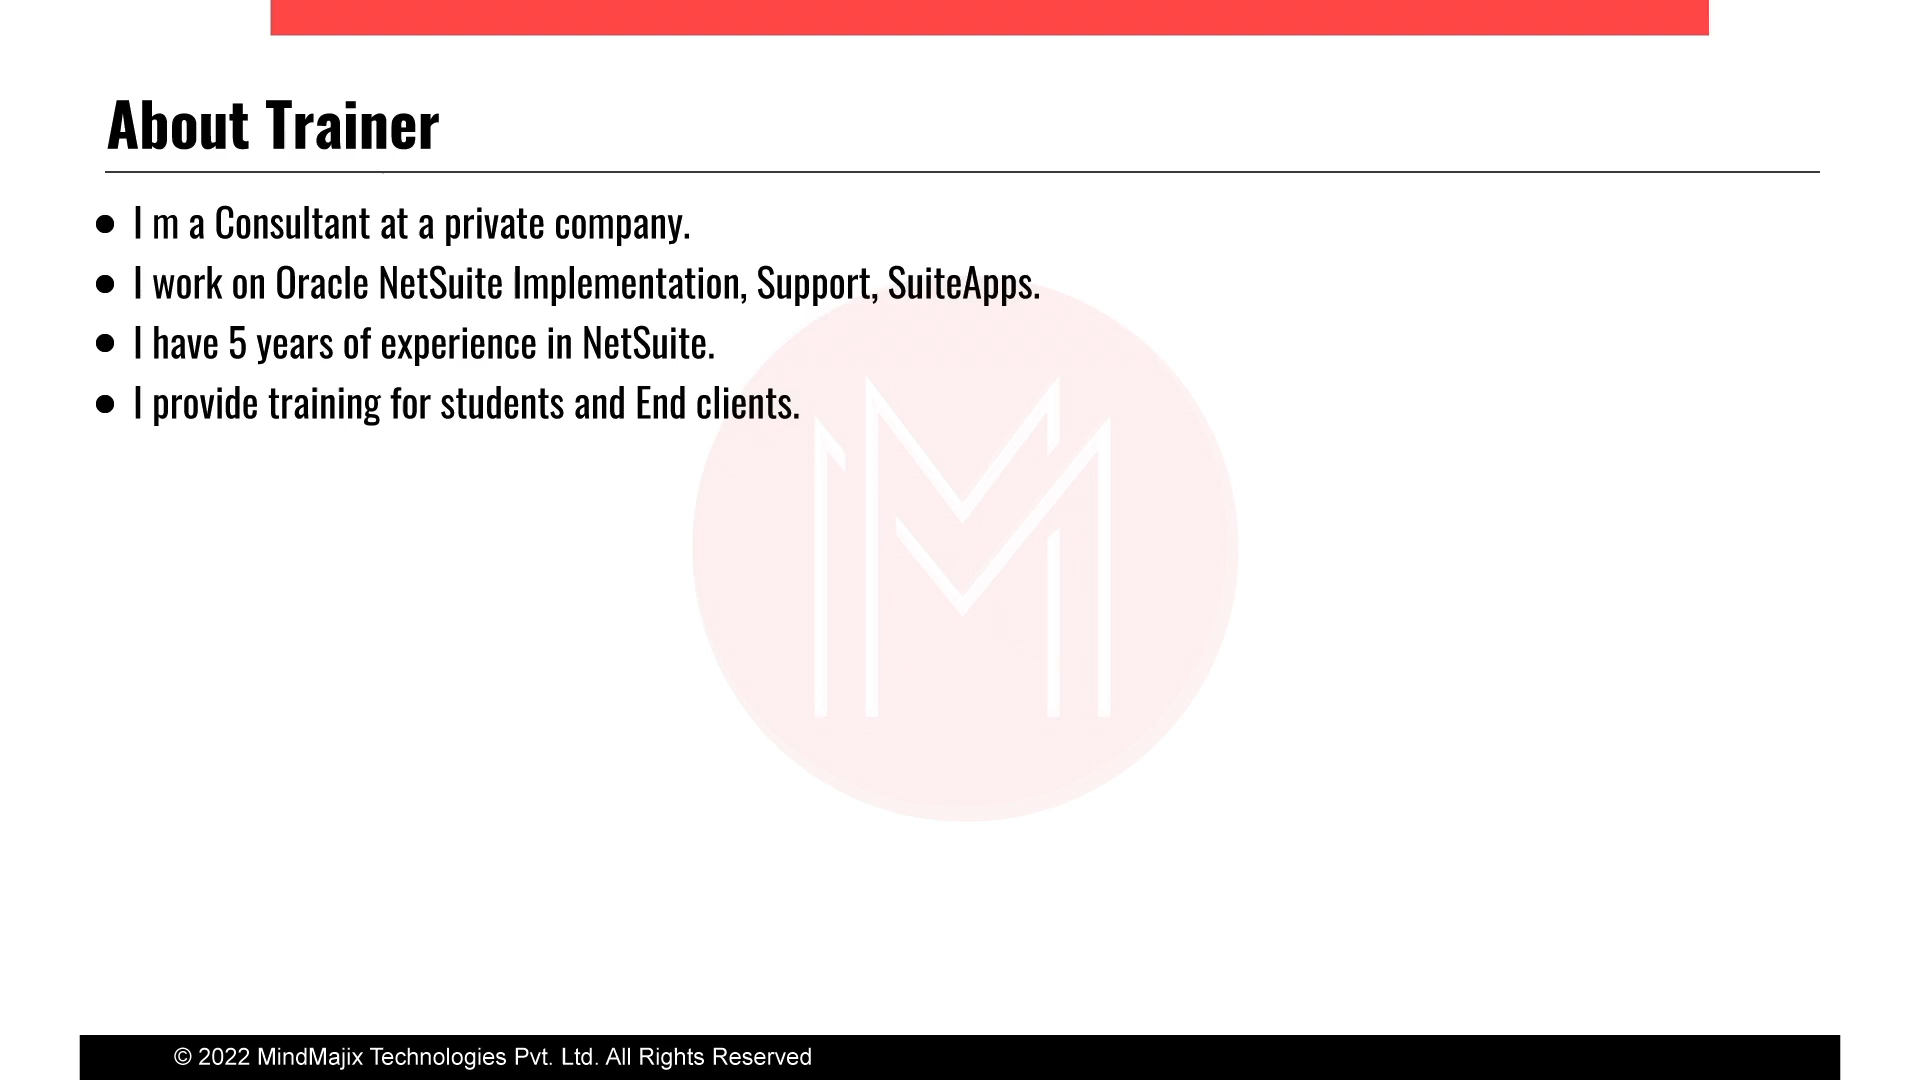 About Trainer
● I m a Consultant at a private company.
● I work on Oracle NetSuite Implementation, Support, SuiteApps.
● I have 5 years of experience in NetSuite.
● I provide training for students and End clients.
© 2022 MindMajix Technologies Pvt. Ltd. All Rights Reserved